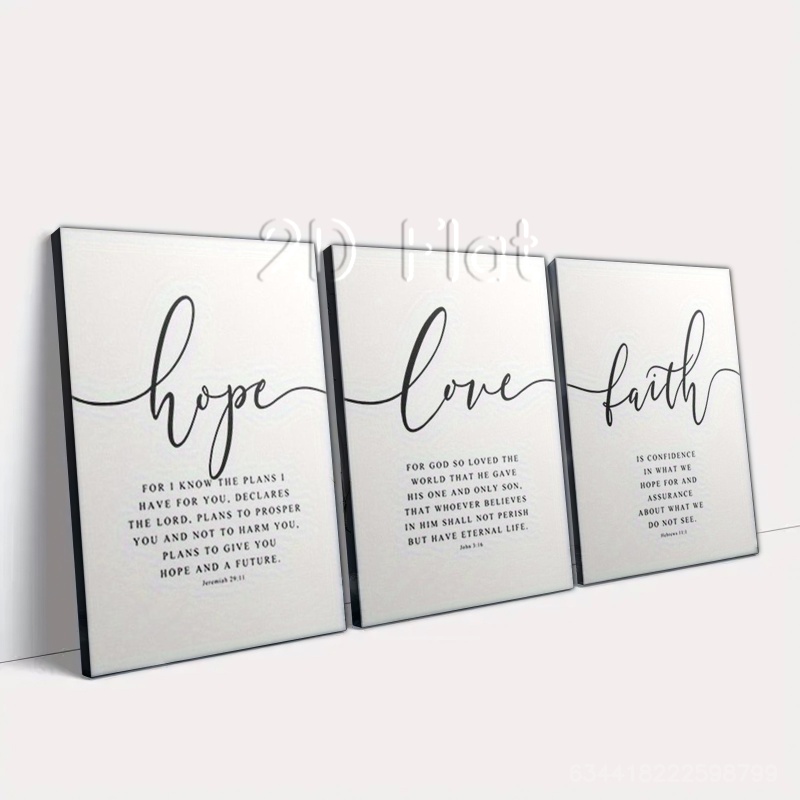 2D Flat
hope
FOR I KNOW THE PLANS I
HAVE FOR YOU, DECLARES
THE LORD, PLANS TO PROSPER
YOU AND NOT TO HARM YOU,
PLANS TO GIVE YOU
HOPE AND A FUTURE.
Jeremiah 29:11
love
FOR GOD SO LOVED THE
WORLD THAT HE GAVE
HIS ONE AND ONLY SON,
THAT WHOEVER BELIEVES
IN HIM SHALL NOT PERISH
BUT HAVE ETERNAL LIFE.
John 3:16
faith
IS CONFIDENCE
IN WHAT WE
HOPE FOR AND
ASSURANCE
ABOUT WHAT WE
DO NOT SEE.
Hebrews 11:1